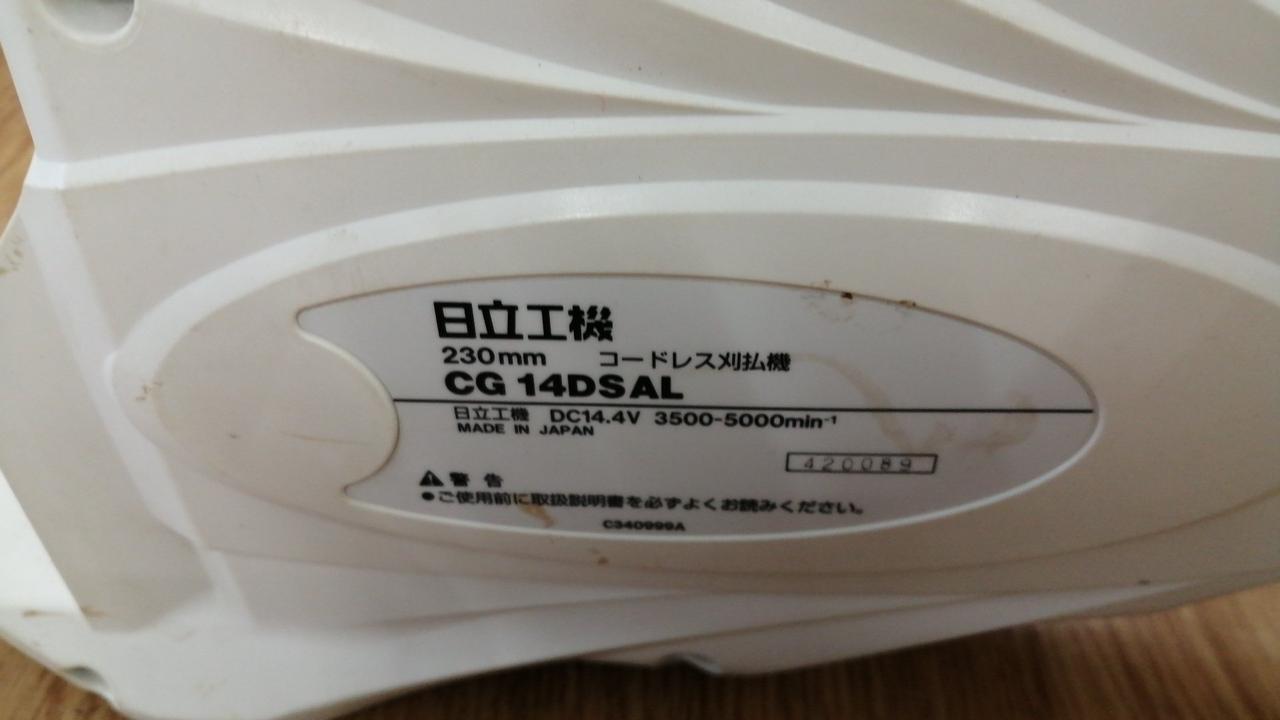 日立工機
230mm コードレス刈払機
CG 14DSAL
日立工機 DC14.4V 3500-5000min⁻¹
MADE IN JAPAN
420089
⚠警告
●ご使用前に取扱説明書を必ずよくお読みください。
C340999A